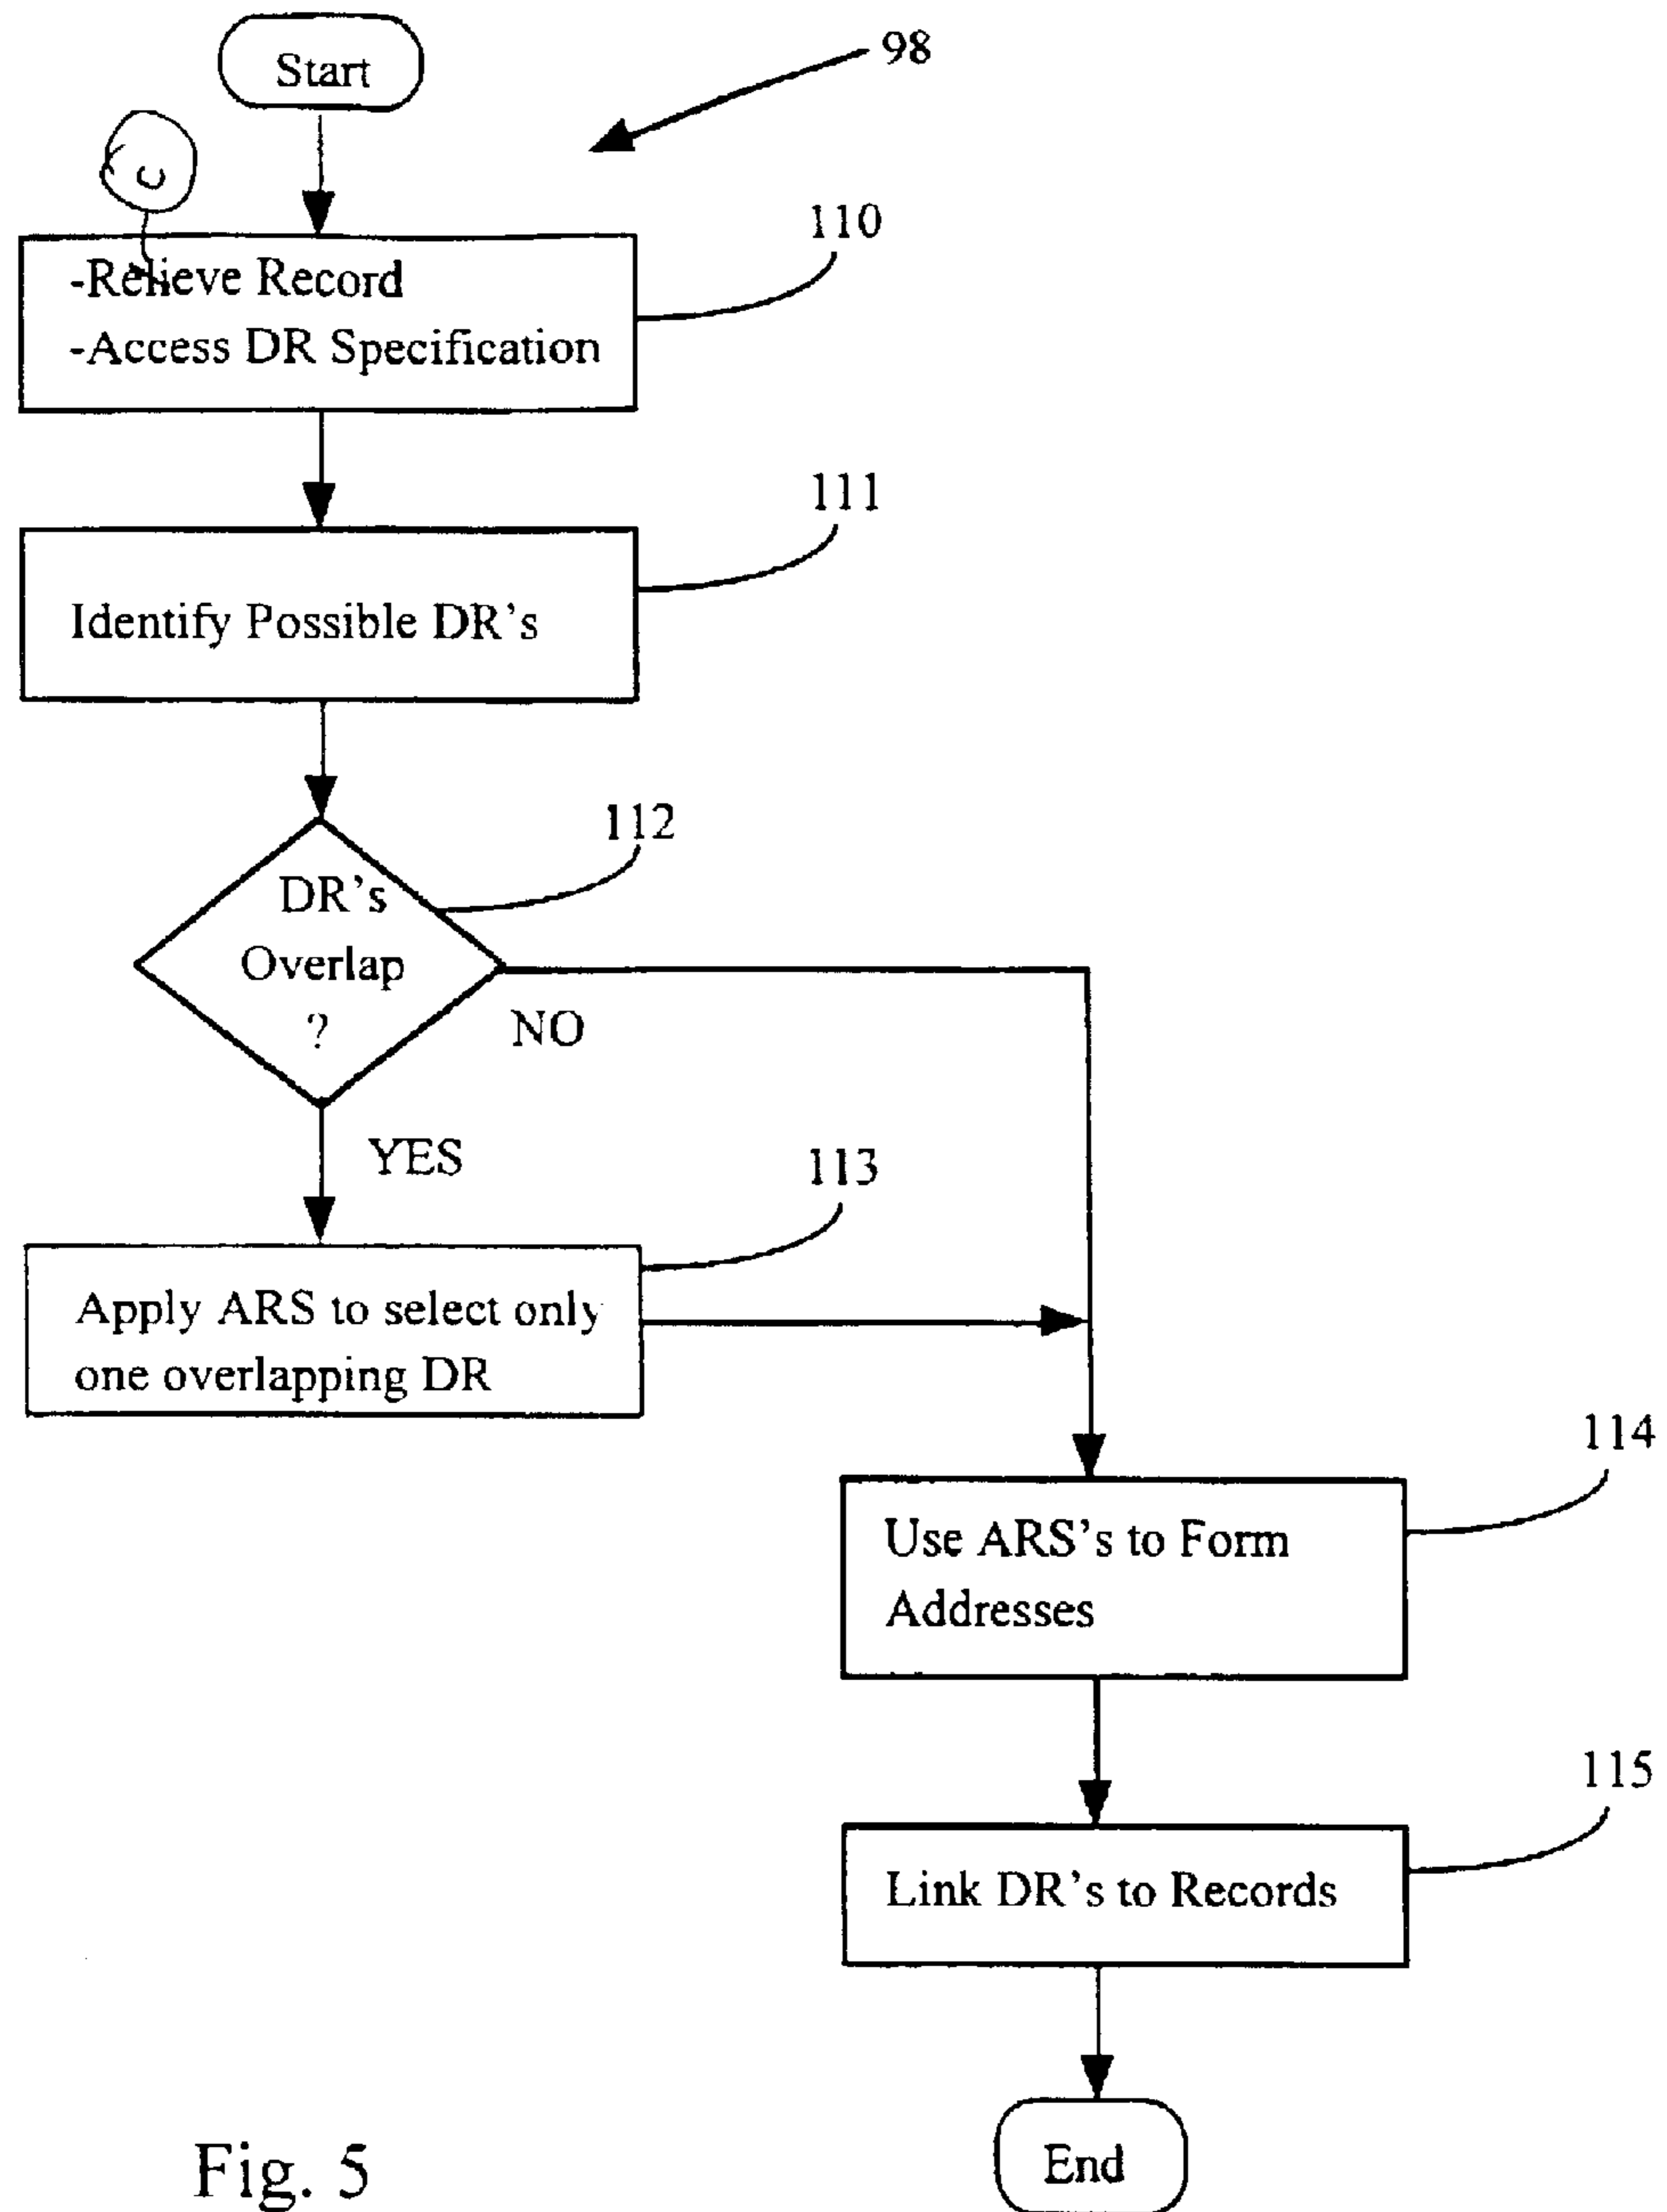 Start
98
c
110
-Relieve Record
-Access DR Specification
111
Identify Possible DR's
112
DR's
Overlap
?
NO
YES
113
Apply ARS to select only
one overlapping DR
114
Use ARS's to Form
Addresses
115
Link DR's to Records
End
Fig. 5